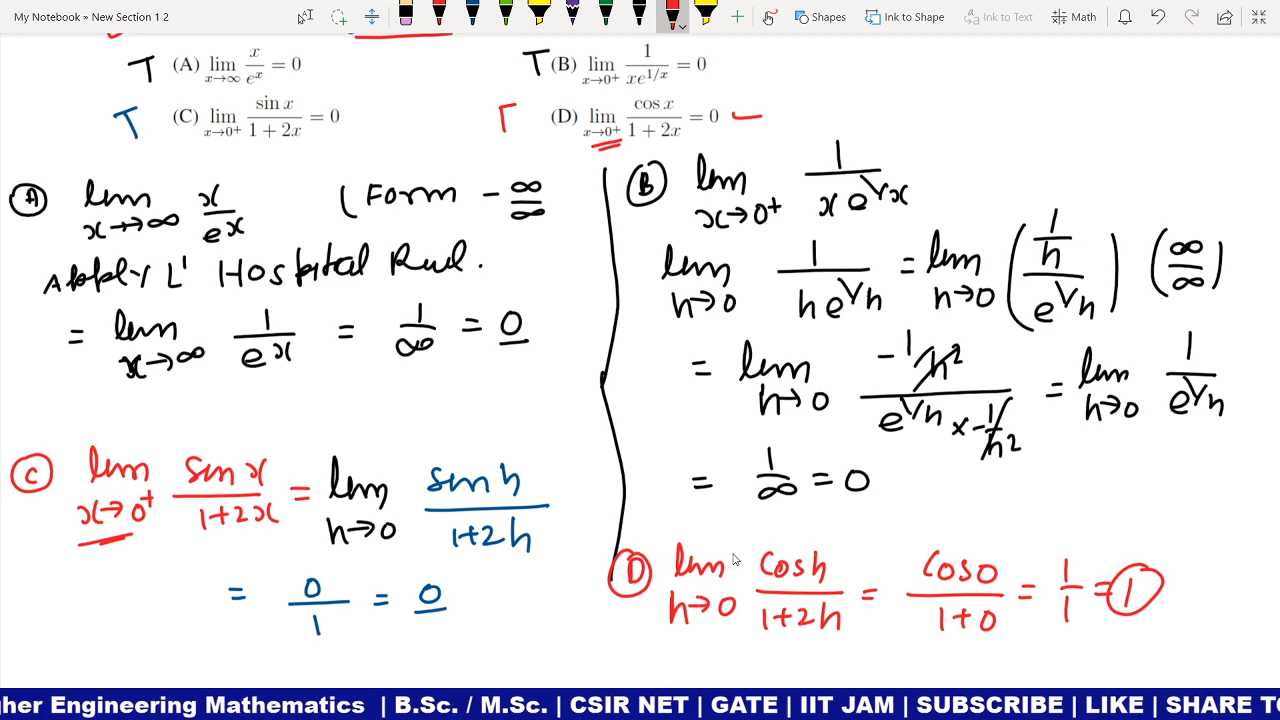 My Notebook » New Section 1 2
Shapes Ink to Shape Ink to Text Math
T (A) lim x→∞ x/e^x = 0 T (B) lim x→0+ 1/(xe^{1/x}) = 0
T (C) lim x→0+ sin x/(1 + 2x) = 0 (D) lim x→0+ cos x/(1 + 2x) = 0
(A) lim x→∞ x/e^x (Form - ∞/∞
Apply L' Hospital Rul.
= lim x→∞ 1/e^x = 1/∞ = 0
(B) lim x→0+ 1/(x e^{1/x})
lim h→0 1/(h e^{1/h}) = lim h→0 ((1/h)/e^{1/h}) (∞/∞)
= lim h→0 (-1/h²)/(e^{1/h} × -1/h²) = lim h→0 1/e^{1/h}
= 1/∞ = 0
(C) lim x→0+ sin x/(1+2x) = lim h→0 sin h/(1+2h)
= 0/1 = 0
(D) lim h→0 cos h/(1+2h) = cos 0/(1+0) = 1/1 = 1
her Engineering Mathematics | B.Sc. / M.Sc. | CSIR NET | GATE | IIT JAM | SUBSCRIBE | LIKE | SHARE T